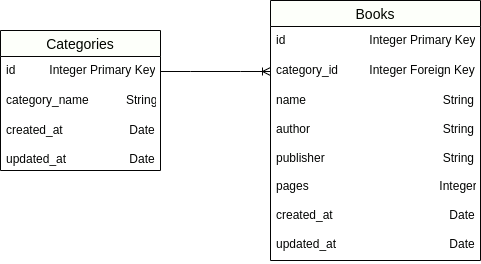 Categories
id Integer Primary Key
category_name String
created_at Date
updated_at Date
Books
id Integer Primary Key
category_id Integer Foreign Key
name String
author String
publisher String
pages Integer
created_at Date
updated_at Date